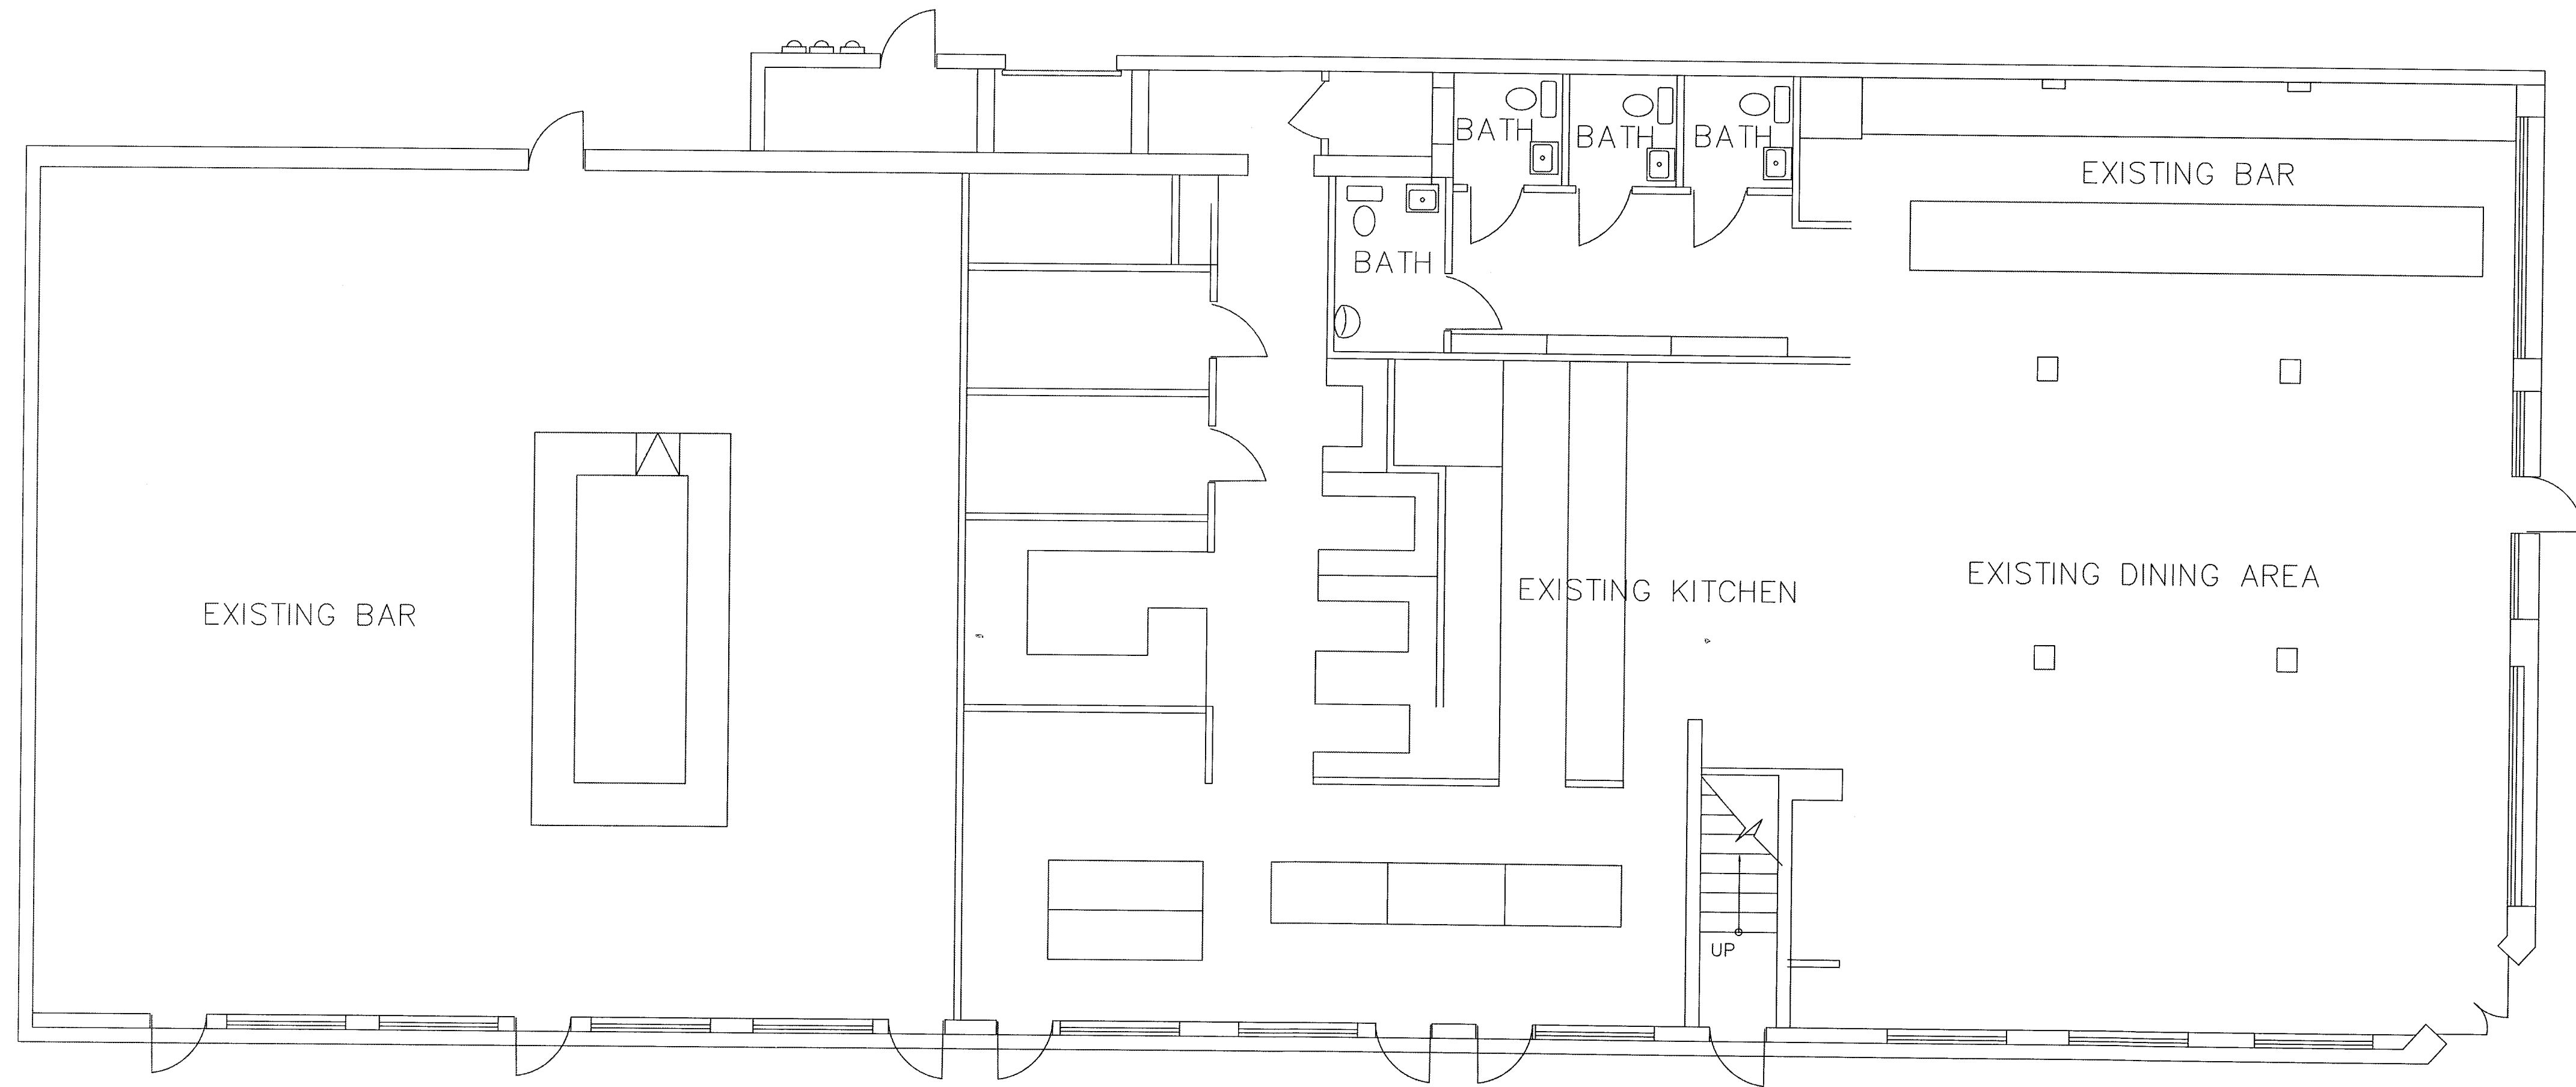 BATH
BATH
BATH
EXISTING BAR
BATH
EXISTING BAR
EXISTING KITCHEN
EXISTING DINING AREA
UP